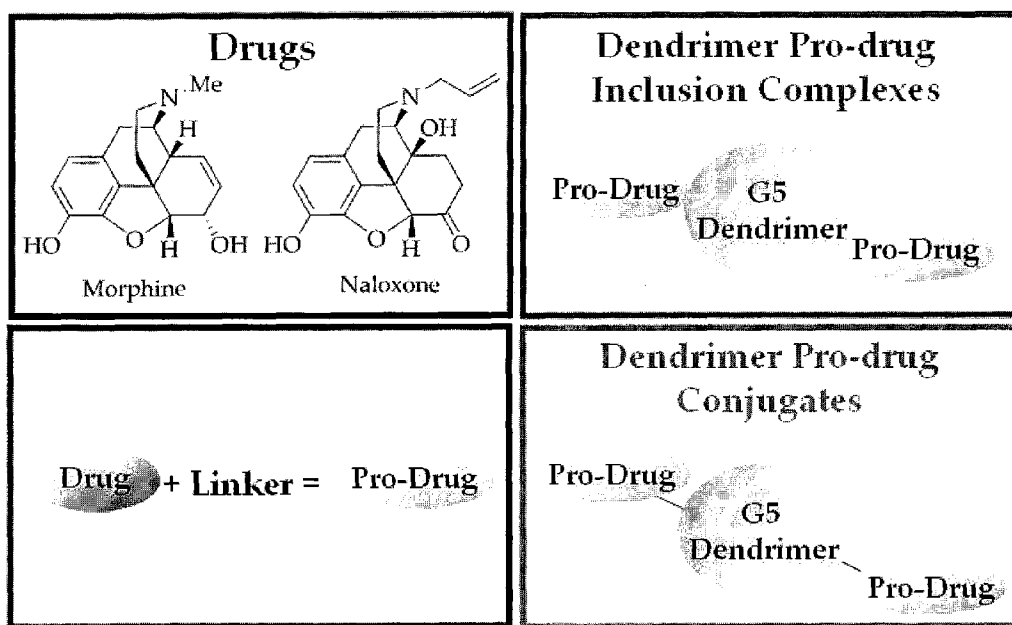 Drugs
N
Me
H
HO
O
H
OH
Morphine
N
OH
HO
O
H
O
Naloxone
Dendrimer Pro-drug
Inclusion Complexes
Pro-Drug
G5
Dendrimer
Pro-Drug
Drug + Linker = Pro-Drug
Dendrimer Pro-drug
Conjugates
Pro-Drug
G5
Dendrimer
Pro-Drug